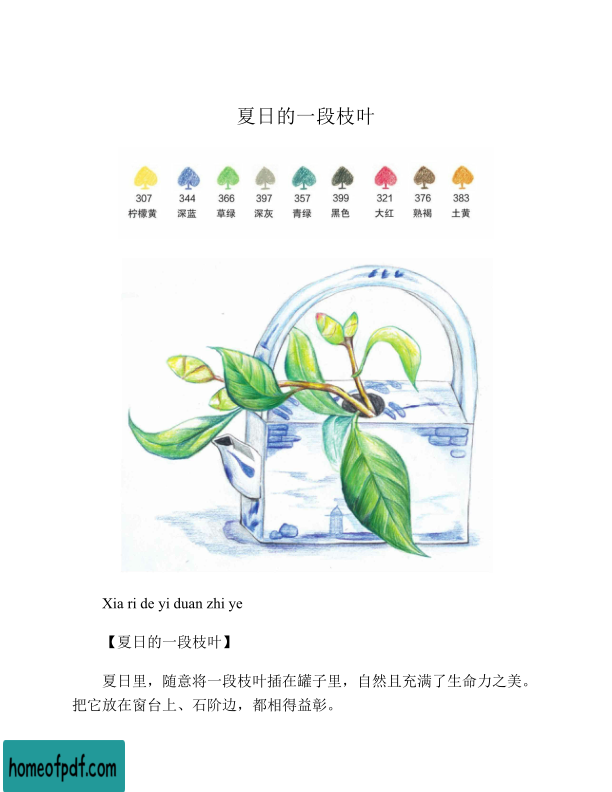 夏日的一段枝叶
307 344 366 397 357 399 321 376 383
柠檬黄 深蓝 草绿 深灰 青绿 黑色 大红 熟褐 土黄
Xia ri de yi duan zhi ye
【夏日的一段枝叶】
夏日里，随意将一段枝叶插在罐子里，自然且充满了生命力之美。
把它放在窗台上、石阶边，都相得益彰。
homeofpdf.com